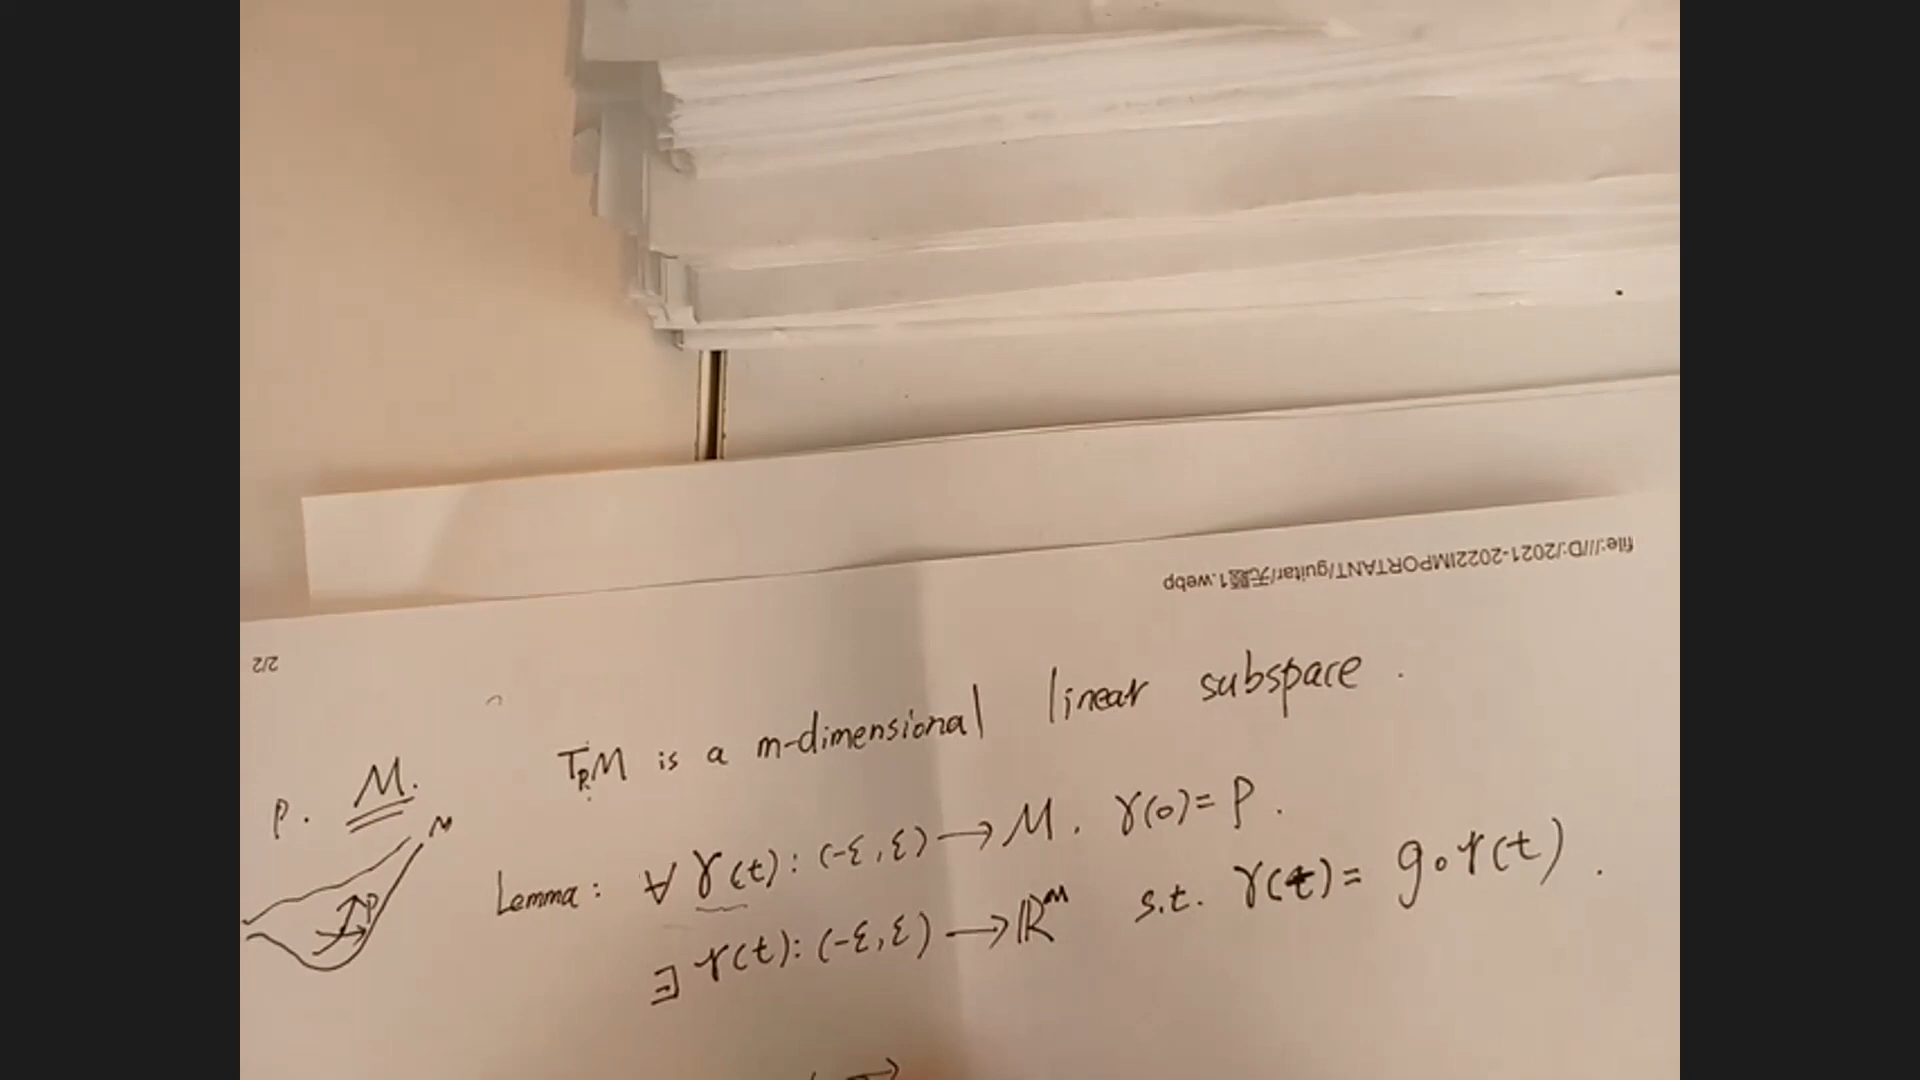 file:///D:/2021-2022IMPORTANT/guitar/无题1.webp
2/2
TₚM is a m-dimensional linear subspace.
P. M.
M
P
Lemma: ∀ γ(t): (-ε, ε) → M. γ(0) = P.
∃ r(t): (-ε, ε) → ℝᵐ s.t. γ(t) = g∘r(t).